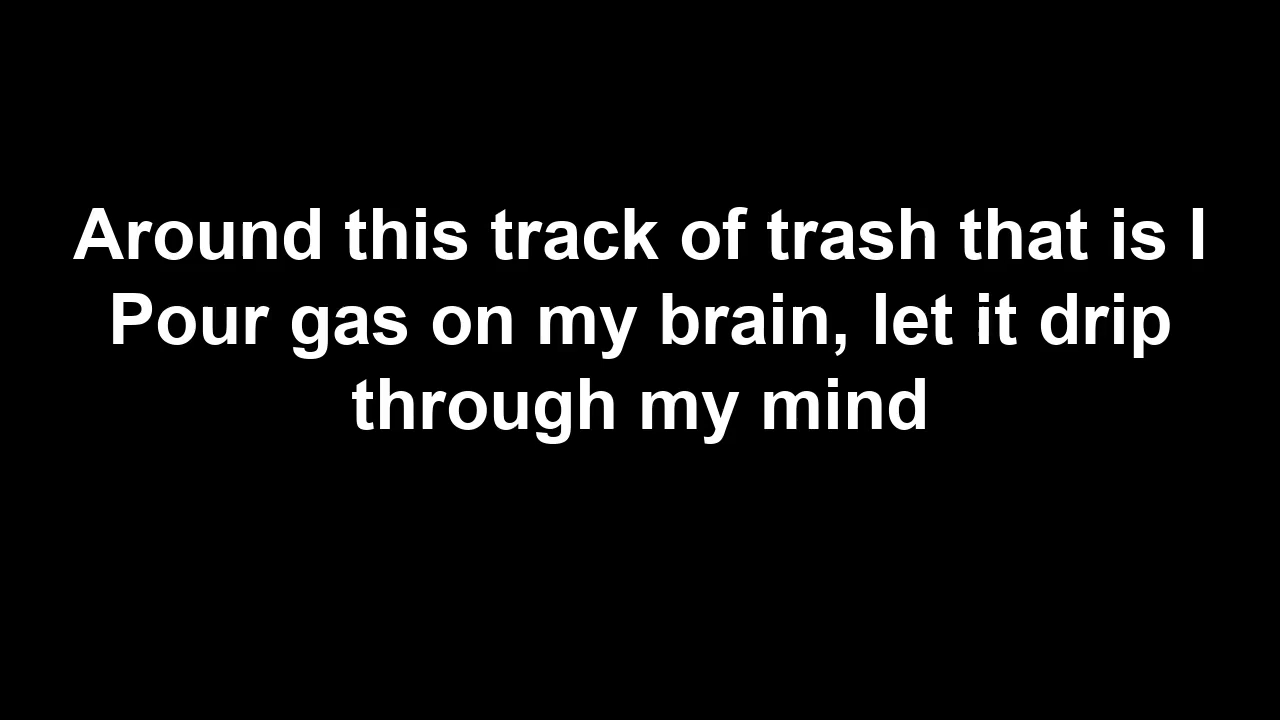 Around this track of trash that is I
Pour gas on my brain, let it drip
through my mind